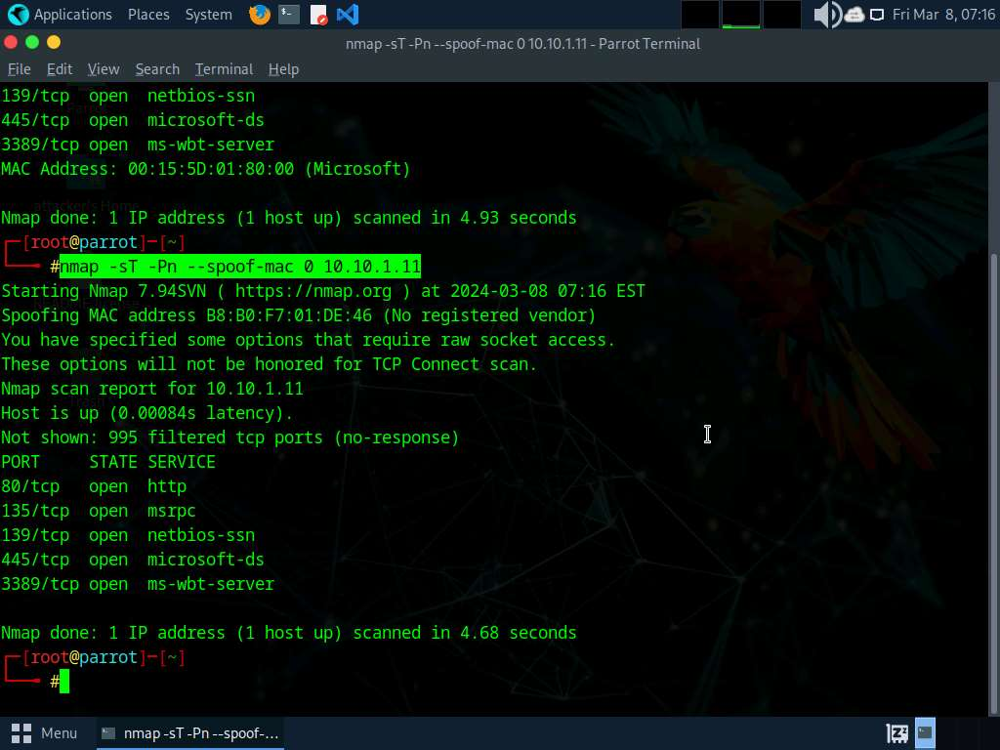 Applications Places System Fri Mar 8, 07:16
nmap -sT -Pn --spoof-mac 0 10.10.1.11 - Parrot Terminal
File Edit View Search Terminal Help
139/tcp open netbios-ssn
445/tcp open microsoft-ds
3389/tcp open ms-wbt-server
MAC Address: 00:15:5D:01:80:00 (Microsoft)
Nmap done: 1 IP address (1 host up) scanned in 4.93 seconds
[root@parrot]─[~]
#nmap -sT -Pn --spoof-mac 0 10.10.1.11
Starting Nmap 7.94SVN ( https://nmap.org ) at 2024-03-08 07:16 EST
Spoofing MAC address B8:B0:F7:01:DE:46 (No registered vendor)
You have specified some options that require raw socket access.
These options will not be honored for TCP Connect scan.
Nmap scan report for 10.10.1.11
Host is up (0.00084s latency).
Not shown: 995 filtered tcp ports (no-response)
PORT STATE SERVICE
80/tcp open http
135/tcp open msrpc
139/tcp open netbios-ssn
445/tcp open microsoft-ds
3389/tcp open ms-wbt-server
Nmap done: 1 IP address (1 host up) scanned in 4.68 seconds
[root@parrot]─[~]
#
Menu nmap -sT -Pn --spoof-...